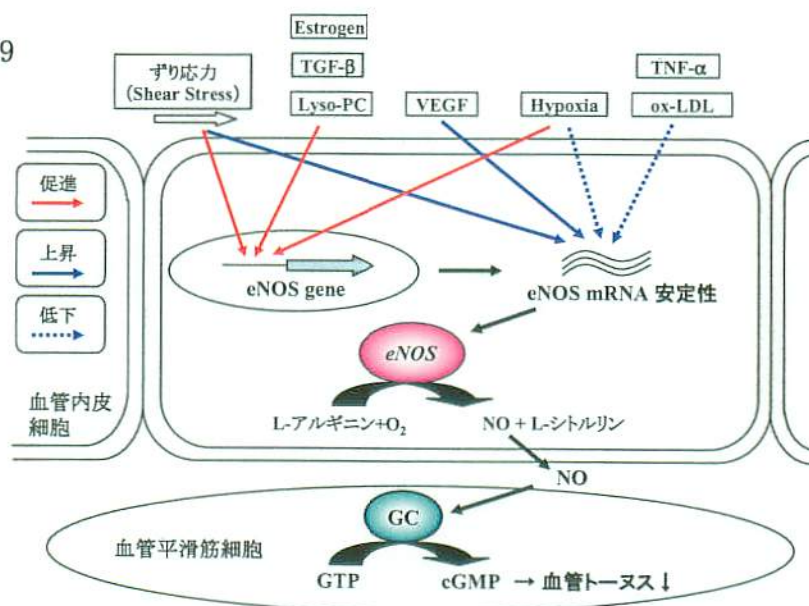 9
ずり応力
(Shear Stress)
Estrogen
TGF-β
Lyso-PC
VEGF
Hypoxia
TNF-α
ox-LDL
促進
上昇
低下
血管内皮
細胞
eNOS gene
eNOS mRNA 安定性
eNOS
L-アルギニン+O₂
NO + L-シトルリン
NO
GC
血管平滑筋細胞
GTP
cGMP → 血管トーヌス ↓